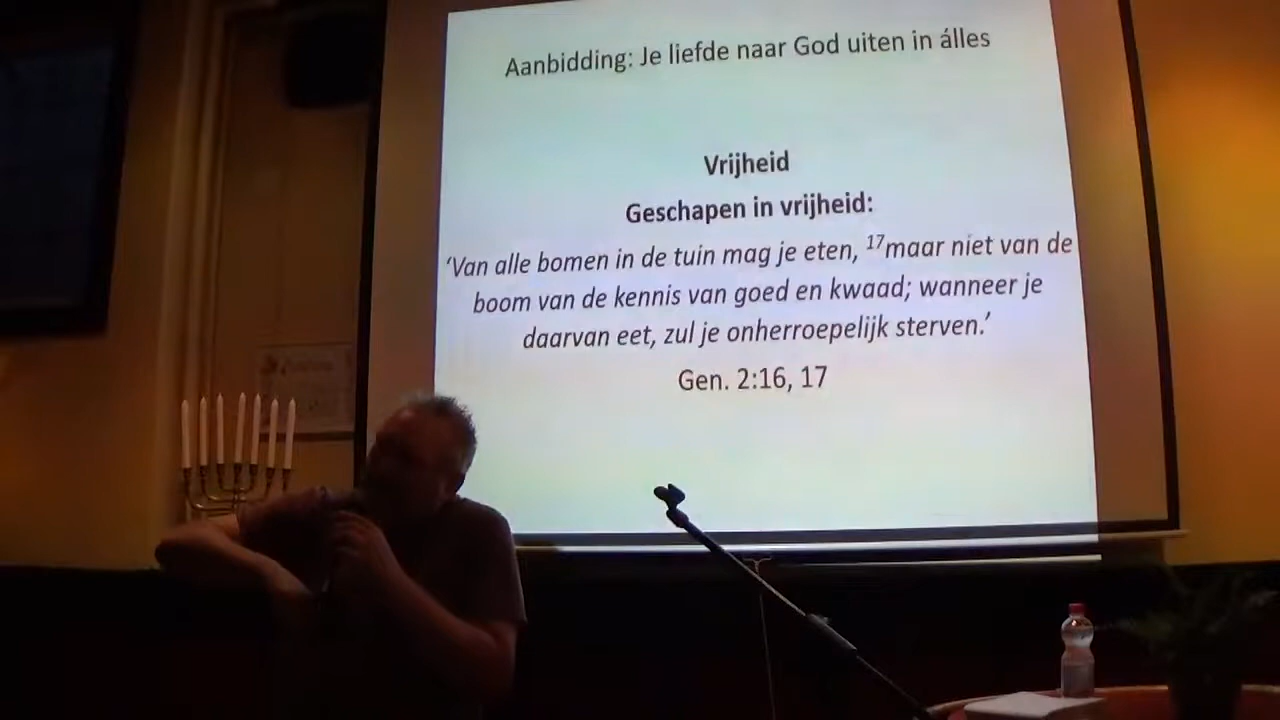 Aanbidding: Je liefde naar God uiten in álles
Vrijheid
Geschapen in vrijheid:
‘Van alle bomen in de tuin mag je eten, ¹⁷maar niet van de
boom van de kennis van goed en kwaad; wanneer je
daarvan eet, zul je onherroepelijk sterven.’
Gen. 2:16, 17